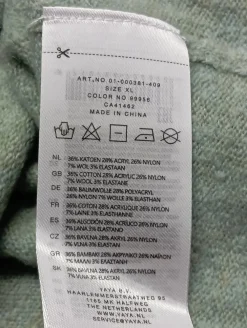 ART.NO 01-000381-409
SIZE XL
COLOR NO 99956
CA41462
MADE IN CHINA
NL 36% KATOEN 28% ACRYL 26% NYLON
7% WOL 3% ELASTAAN
GB 36% COTTON 28% ACRYLIC 26% NYLON
7% WOOL 3% ELASTANE
DE 36% BAUMWOLLE 28% POLYACRYL
26% NYLON 7% WOLLE 3% ELASTHAN
FR 36% COTON 28% ACRYLIQUE 26% NYLON
7% LAINE 3% ELASTHANNE
ES 36% ALGODÓN 28% ACRÍLICO 26% NYLON
7% LANA 3% ELASTANO
CZ 36% BAVLNA 28% AKRYL 26% NYLON
7% VLNA 3% ELASTAN
GR 36% ΒΑΜΒΑΚΙ 28% ΑΚΡΥΛΙΚΟ 26% ΝΑΥΛΟΝ
7% ΜΑΛΛΙ 3% ΕΛΑΣΤΑΝ
SK 36% BAVLNA 28% AKRYL 26% NYLON
7% VLNA 3% ELASTAN
YAYA B.V.
HAARLEMMERSTRAATWEG 95
1165 MK HALFWEG
THE NETHERLANDS
WWW.YAYA.NL
SERVICE@YAYA.NL